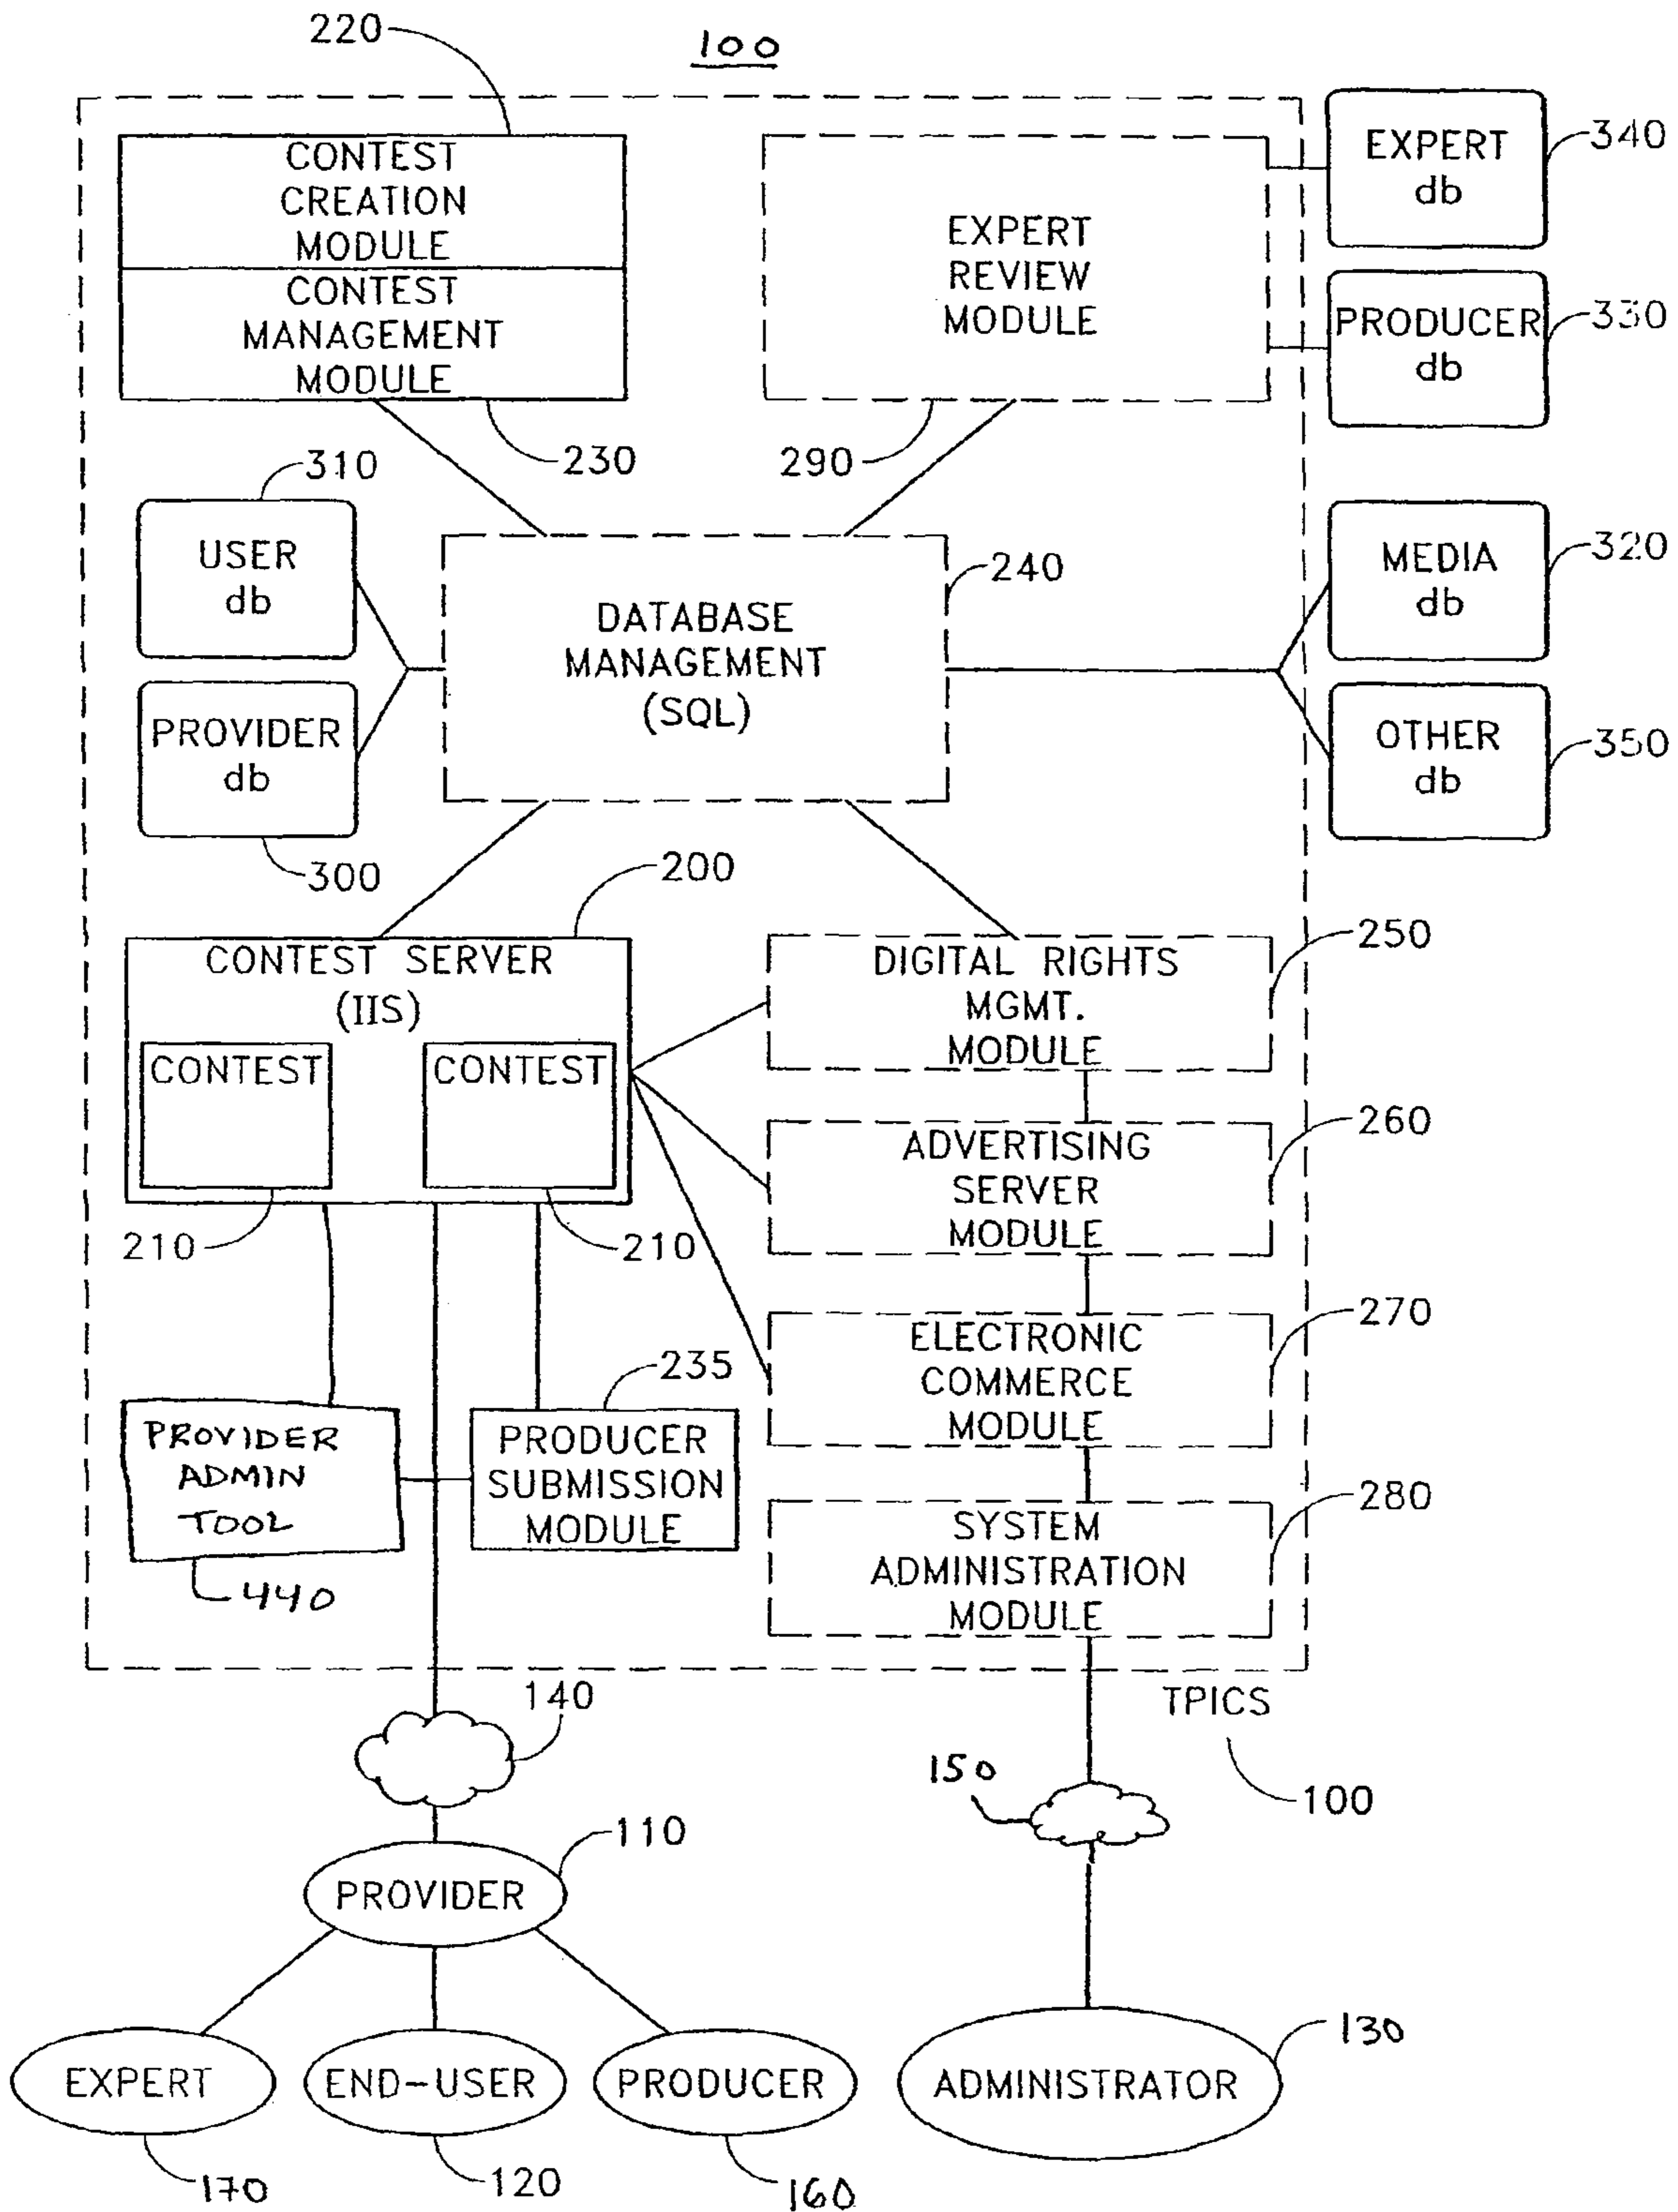 220
100
CONTEST
CREATION
MODULE
CONTEST
MANAGEMENT
MODULE
230
EXPERT
REVIEW
MODULE
290
EXPERT
db
340
PRODUCER
db
330
310
USER
db
PROVIDER
db
300
DATABASE
MANAGEMENT
(SQL)
240
MEDIA
db
320
OTHER
db
350
200
CONTEST SERVER
(IIS)
CONTEST
CONTEST
210
210
DIGITAL RIGHTS
MGMT.
MODULE
250
ADVERTISING
SERVER
MODULE
260
ELECTRONIC
COMMERCE
MODULE
270
SYSTEM
ADMINISTRATION
MODULE
280
PROVIDER
ADMIN
TOOL
440
235
PRODUCER
SUBMISSION
MODULE
TPICS
100
140
150
110
PROVIDER
EXPERT
170
END-USER
120
PRODUCER
160
ADMINISTRATOR
130